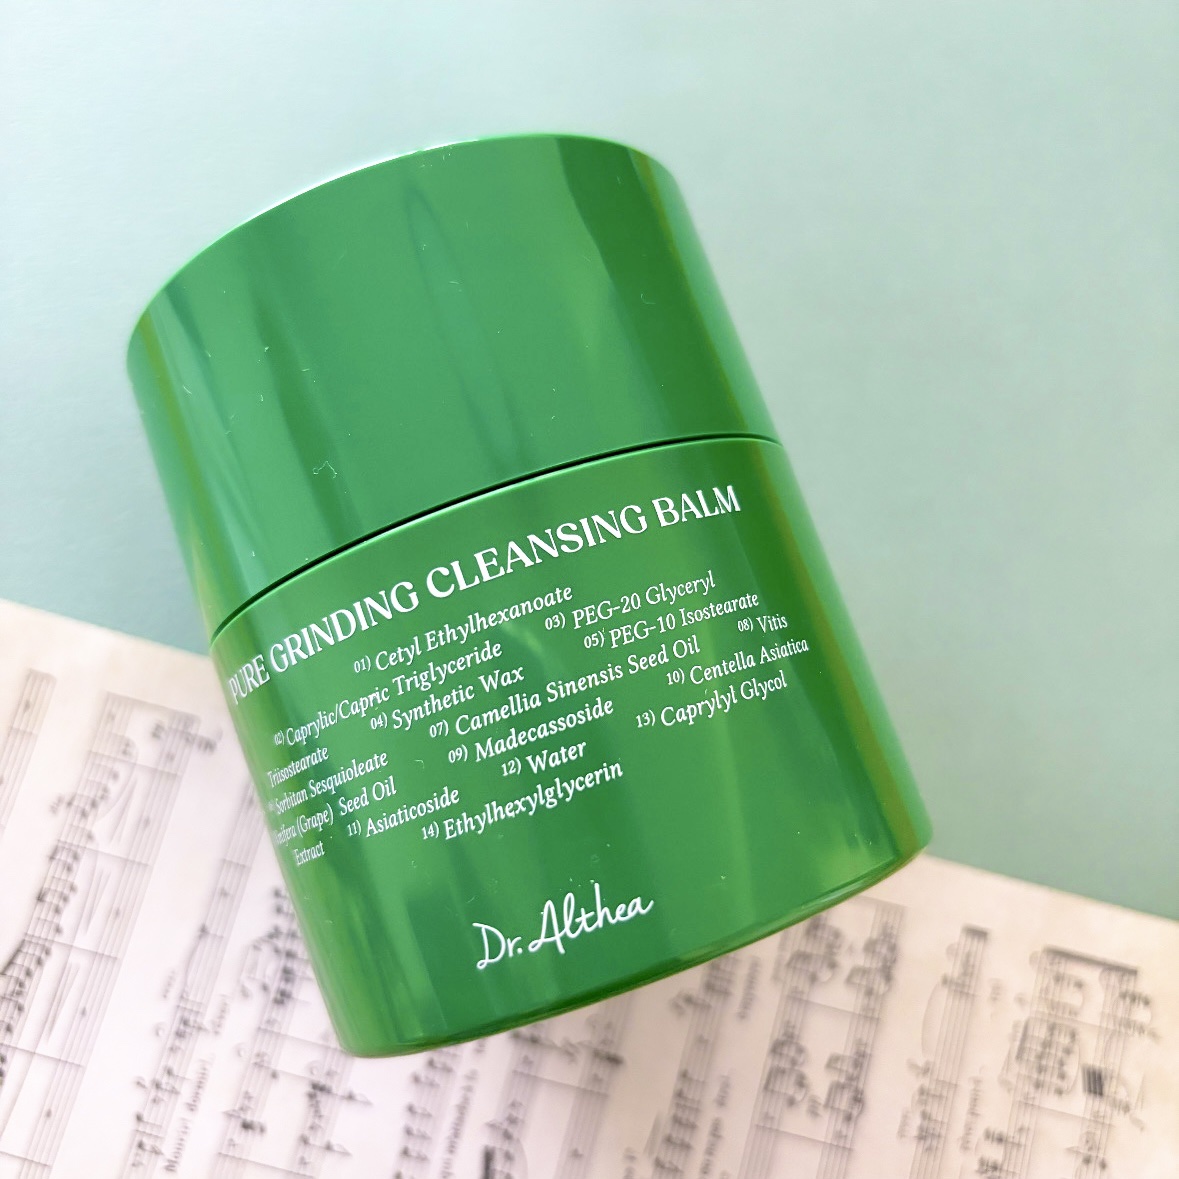 PURE GRINDING CLEANSING BALM
01) Cetyl Ethylhexanoate
02) Caprylic/Capric Triglyceride 03) PEG-20 Glyceryl
Triisostearate 04) Synthetic Wax 05) PEG-10 Isostearate
Sorbitan Sesquioleate 07) Camellia Sinensis Seed Oil 08) Vitis
Vinifera (Grape) Seed Oil 09) Madecassoside 10) Centella Asiatica
Extract 11) Asiaticoside 12) Water 13) Caprylyl Glycol
14) Ethylhexylglycerin
Dr. Althea